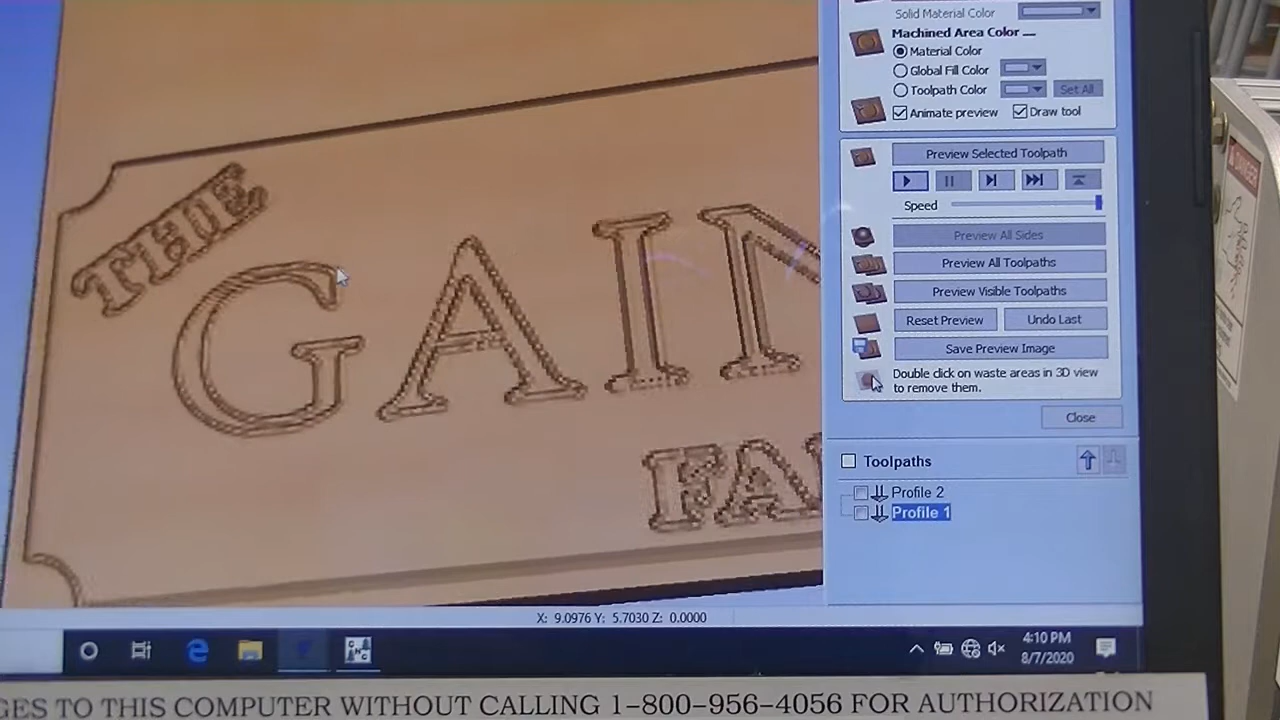 Solid Material Color
Machined Area Color
Material Color
Global Fill Color
Toolpath Color
Set All
Animate preview
Draw tool
Preview Selected Toolpath
Speed
Preview All Sides
Preview All Toolpaths
Preview Visible Toolpaths
Reset Preview
Undo Last
Save Preview Image
Double click on waste areas in 3D view
to remove them.
Close
Toolpaths
Profile 2
Profile 1
THE
GAIN
FA
X: 9.0976 Y: 5.7030 Z: 0.0000
CNC
4:10 PM
8/7/2020
DANGER
GES TO THIS COMPUTER WITHOUT CALLING 1-800-956-4056 FOR AUTHORIZATION